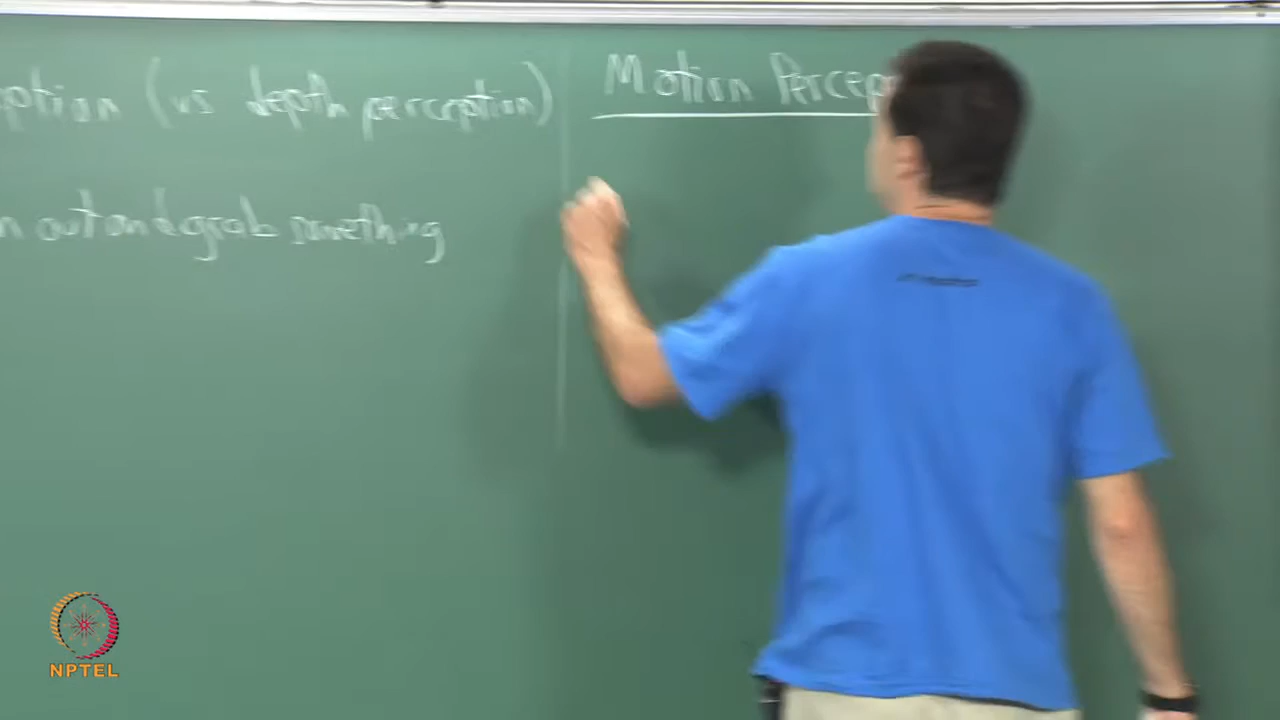 ption (vs depth perception)
n out and grab something
Motion Percep
NPTEL